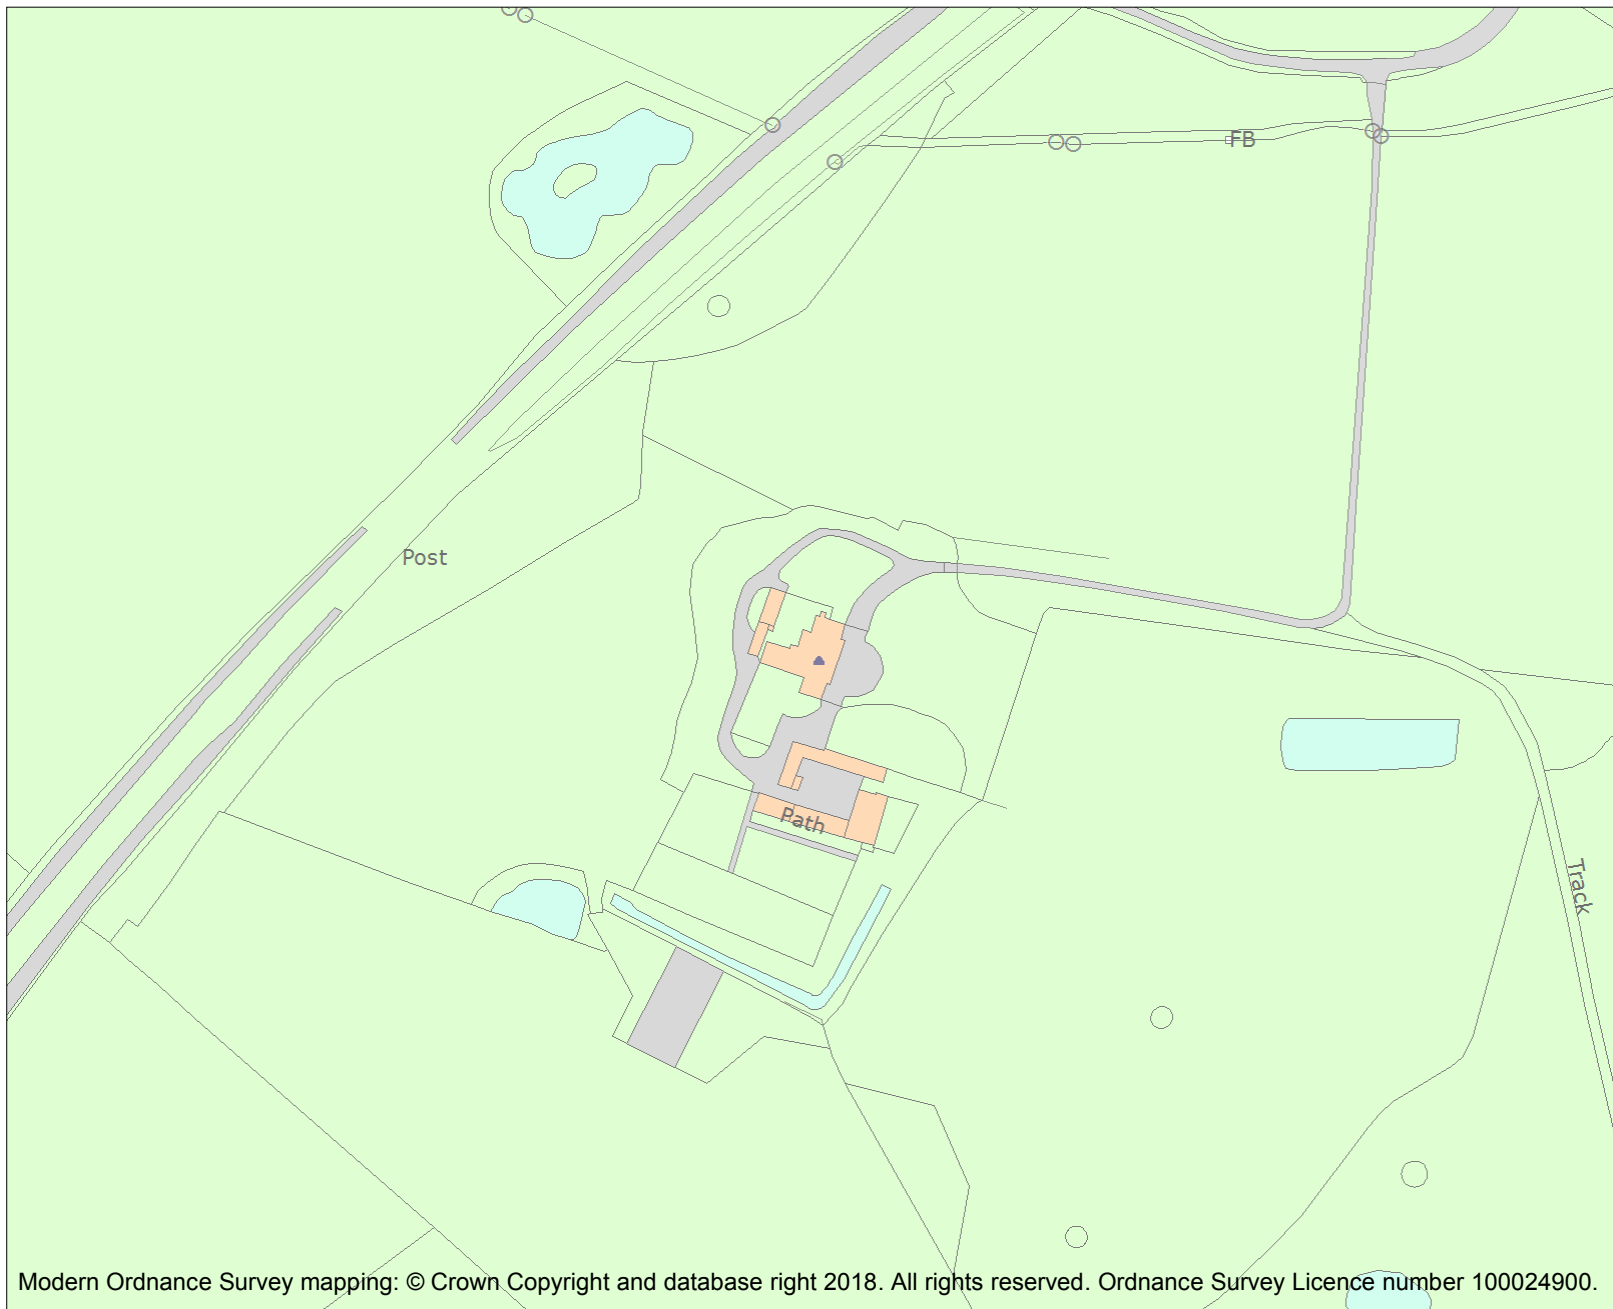 FB
Post
Path
Track
Modern Ordnance Survey mapping: © Crown Copyright and database right 2018. All rights reserved. Ordnance Survey Licence number 100024900.